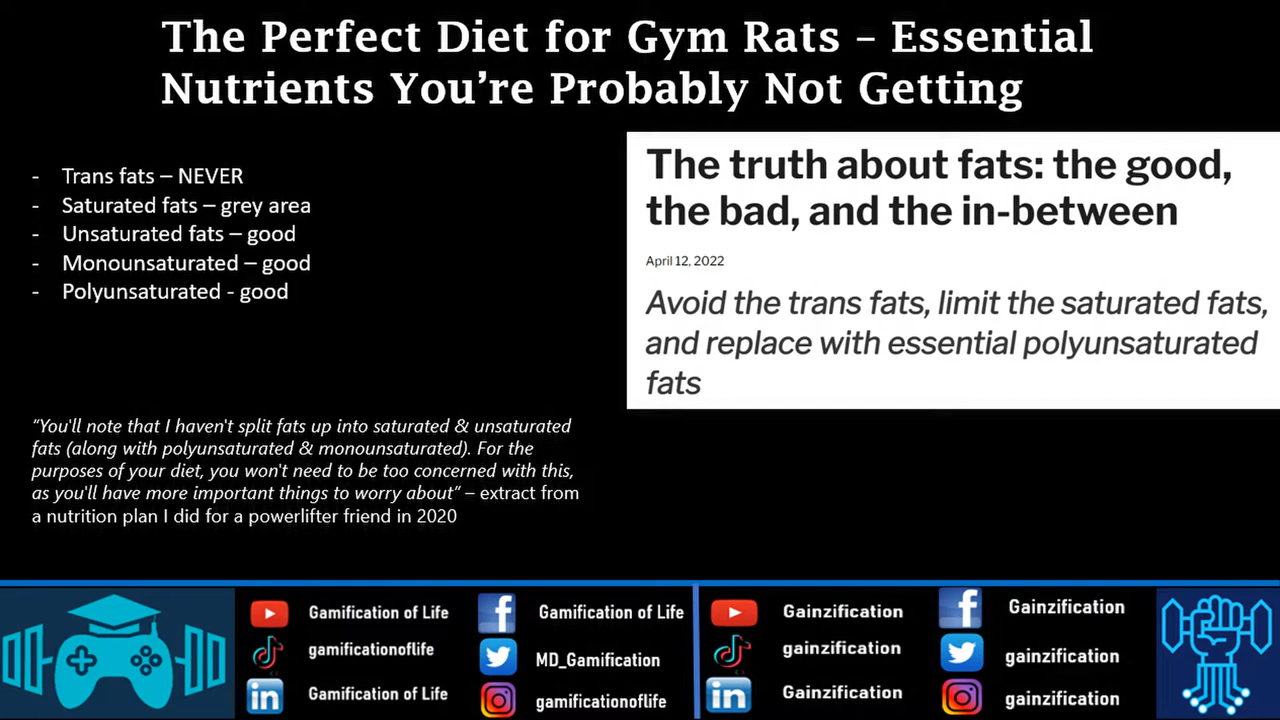 The Perfect Diet for Gym Rats – Essential
Nutrients You're Probably Not Getting
- Trans fats – NEVER
- Saturated fats – grey area
- Unsaturated fats – good
- Monounsaturated – good
- Polyunsaturated - good
The truth about fats: the good,
the bad, and the in-between
April 12, 2022
Avoid the trans fats, limit the saturated fats,
and replace with essential polyunsaturated
fats
“You'll note that I haven't split fats up into saturated & unsaturated
fats (along with polyunsaturated & monounsaturated). For the
purposes of your diet, you won't need to be too concerned with this,
as you'll have more important things to worry about” – extract from
a nutrition plan I did for a powerlifter friend in 2020
Gamification of Life
gamificationoflife
Gamification of Life
Gamification of Life
MD_Gamification
gamificationoflife
Gainzification
gainzification
Gainzification
Gainzification
gainzification
gainzification